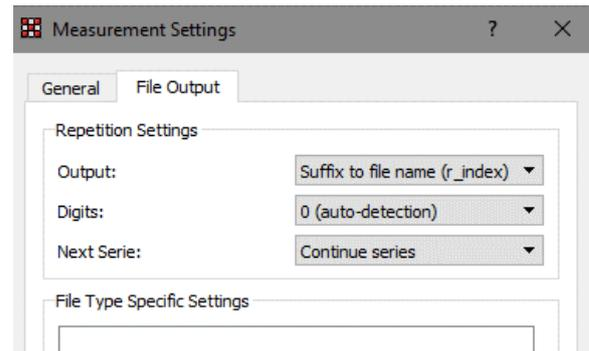 Measurement Settings ?
General File Output
Repetition Settings
Output: Suffix to file name (r_index)
Digits: 0 (auto-detection)
Next Serie: Continue series
File Type Specific Settings